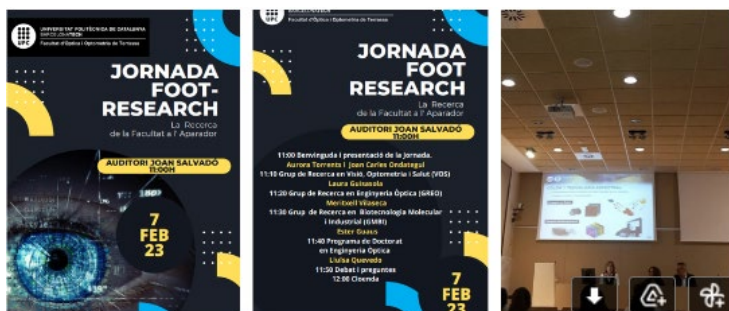 UPC
UNIVERSITAT POLITÈCNICA DE CATALUNYA
BARCELONATECH
Facultat d'Òptica i Optometria de Terrassa
JORNADA
FOOT-
RESEARCH
La Recerca
de la Facultat a l' Aparador
AUDITORI JOAN SALVADÓ
11:00H
7
FEB
23
UPC
BARCELONATECH
Facultat d'Òptica i Optometria de Terrassa
JORNADA
FOOT
RESEARCH
La Recerca
de la Facultat a l' Aparador
AUDITORI JOAN SALVADÓ
11:00H
11:00 Benvinguda i presentació de la Jornada.
Aurora Torrents i Joan Carles Ondategui
11:10 Grup de Recerca en Visió, Optometria i Salut (VOS)
Laura Guisasola
11:20 Grup de Recerca en Enginyeria Òptica (GREO)
Meritxell Vilaseca
11:30 Grup de Recerca en Biotecnologia Molecular
i Industrial (GMBI)
Ester Guaus
11:40 Programa de Doctorat
en Enginyeria Òptica
Lluïsa Quevedo
11:50 Debat i preguntes
12:00 Cloenda
7
FEB
23